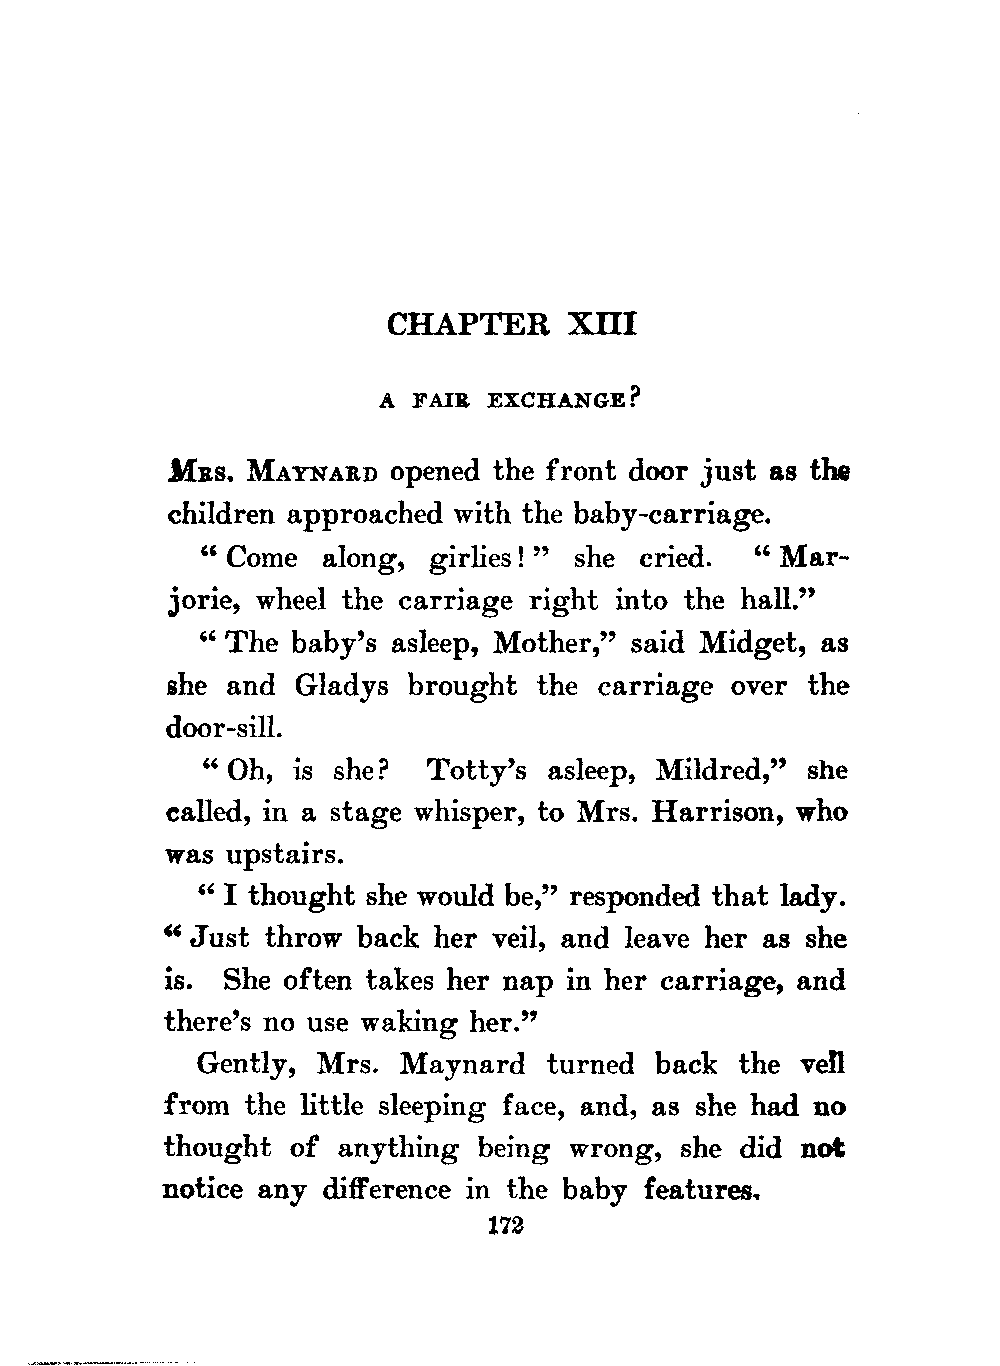 CHAPTER XIII
A FAIR EXCHANGE?
MRS. MAYNARD opened the front door just as the
children approached with the baby-carriage.
“ Come along, girlies! ” she cried. “ Mar-
jorie, wheel the carriage right into the hall.”
“ The baby’s asleep, Mother,” said Midget, as
she and Gladys brought the carriage over the
door-sill.
“ Oh, is she? Totty’s asleep, Mildred,” she
called, in a stage whisper, to Mrs. Harrison, who
was upstairs.
“ I thought she would be,” responded that lady.
“ Just throw back her veil, and leave her as she
is. She often takes her nap in her carriage, and
there’s no use waking her.”
Gently, Mrs. Maynard turned back the veil
from the little sleeping face, and, as she had no
thought of anything being wrong, she did not
notice any difference in the baby features.
172